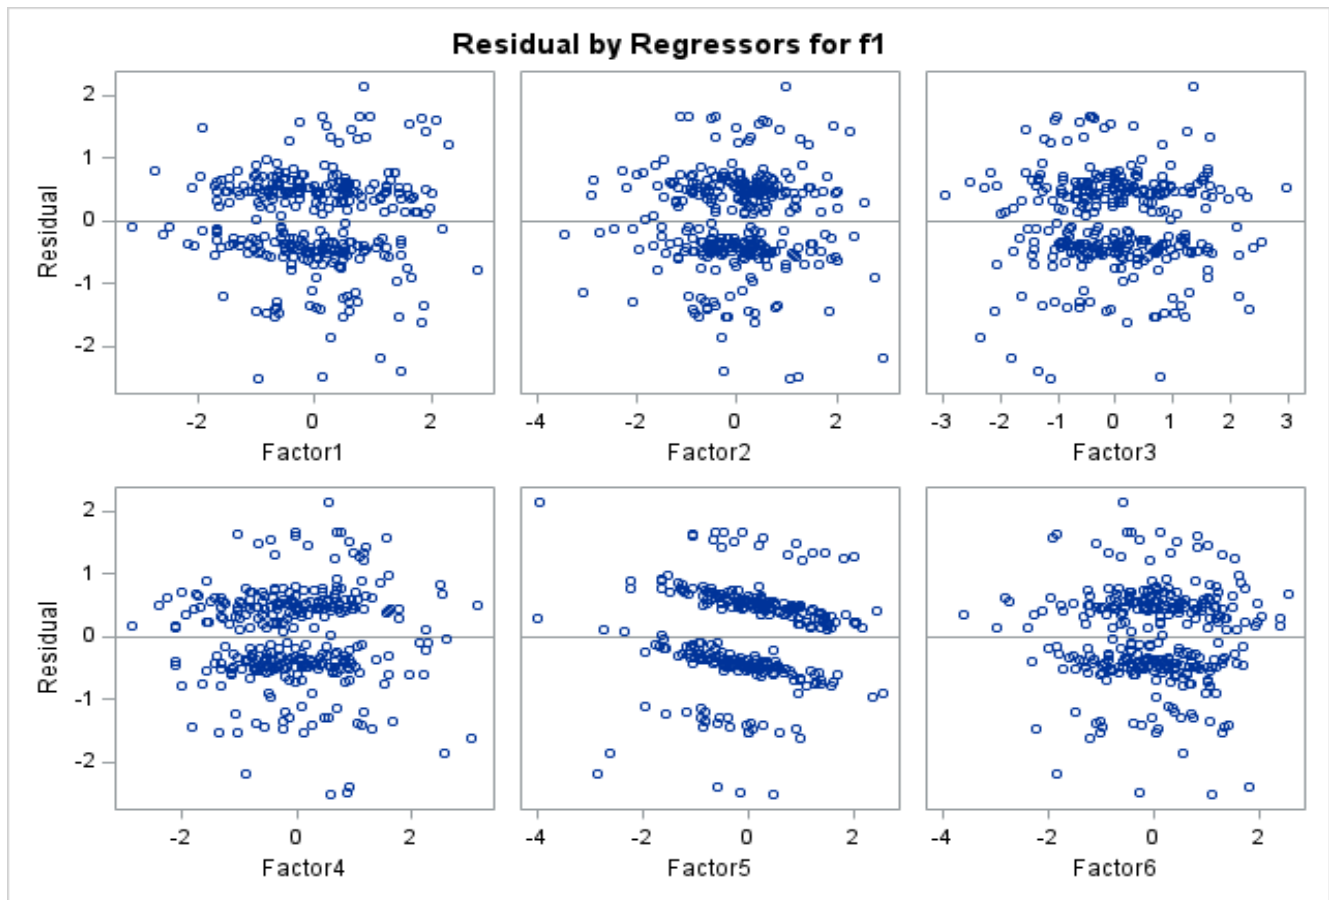 Residual by Regressors for f1
Residual
2
1
0
-1
-2
-2 0 2
Factor1
-4 -2 0 2
Factor2
-3 -2 -1 0 1 2 3
Factor3
Residual
2
1
0
-1
-2
-2 0 2
Factor4
-4 -2 0 2
Factor5
-4 -2 0 2
Factor6